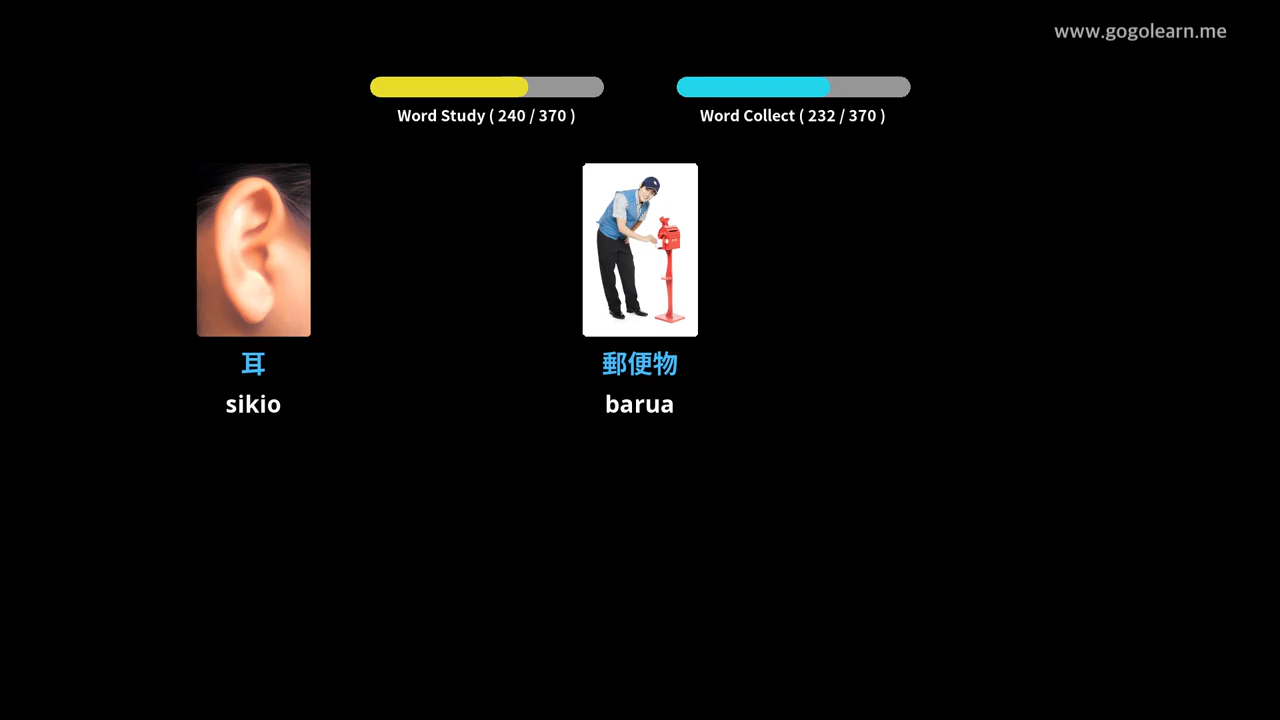 www.gogolearn.me
Word Study ( 240 / 370 )
Word Collect ( 232 / 370 )
耳
sikio
郵便物
barua